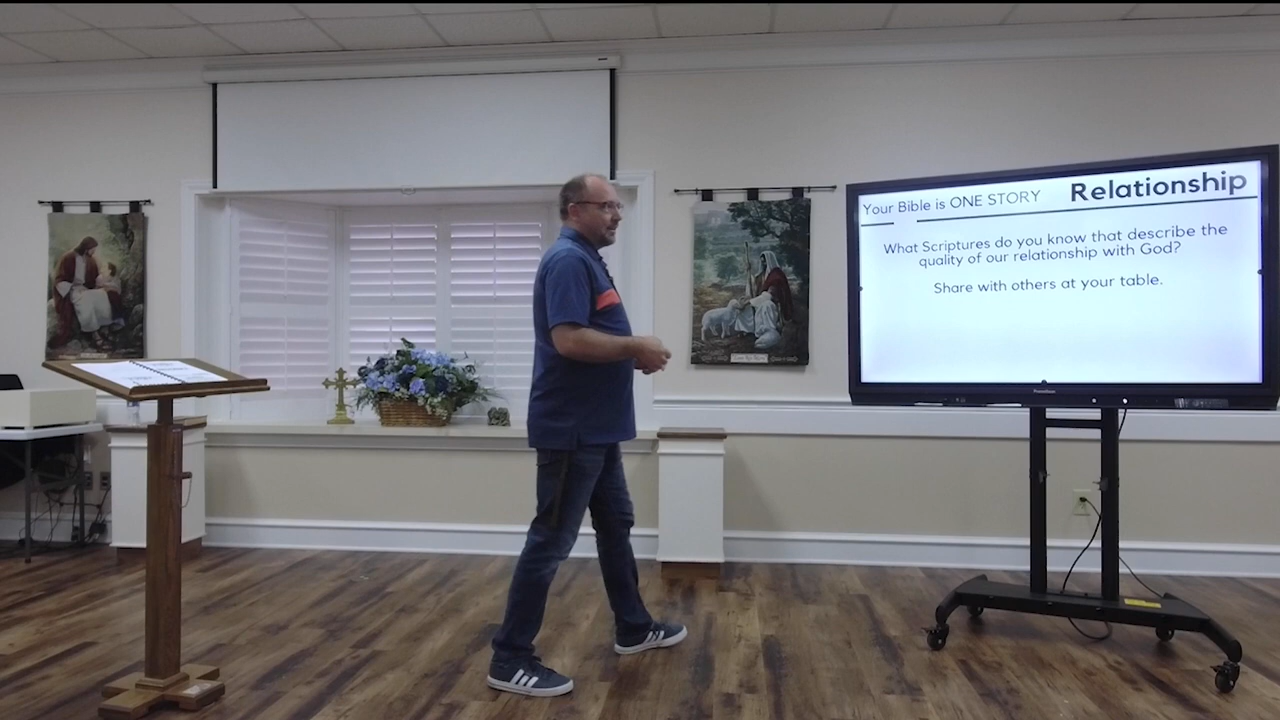 Your Bible is ONE STORY
Relationship
What Scriptures do you know that describe the
quality of our relationship with God?
Share with others at your table.